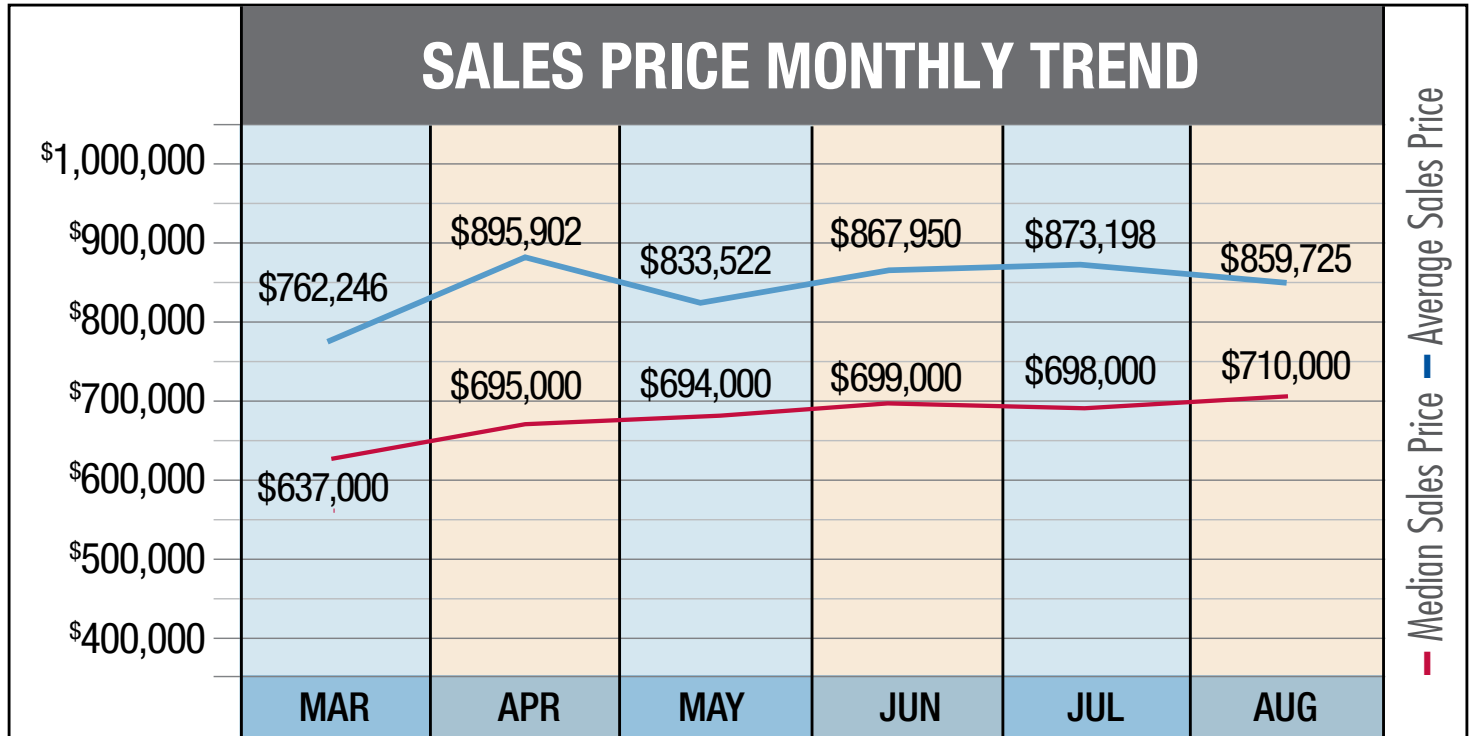 SALES PRICE MONTHLY TREND
$1,000,000
$900,000
$800,000
$700,000
$600,000
$500,000
$400,000
$762,246
$895,902
$833,522
$867,950
$873,198
$859,725
$637,000
$695,000
$694,000
$699,000
$698,000
$710,000
MAR
APR
MAY
JUN
JUL
AUG
Median Sales Price
Average Sales Price